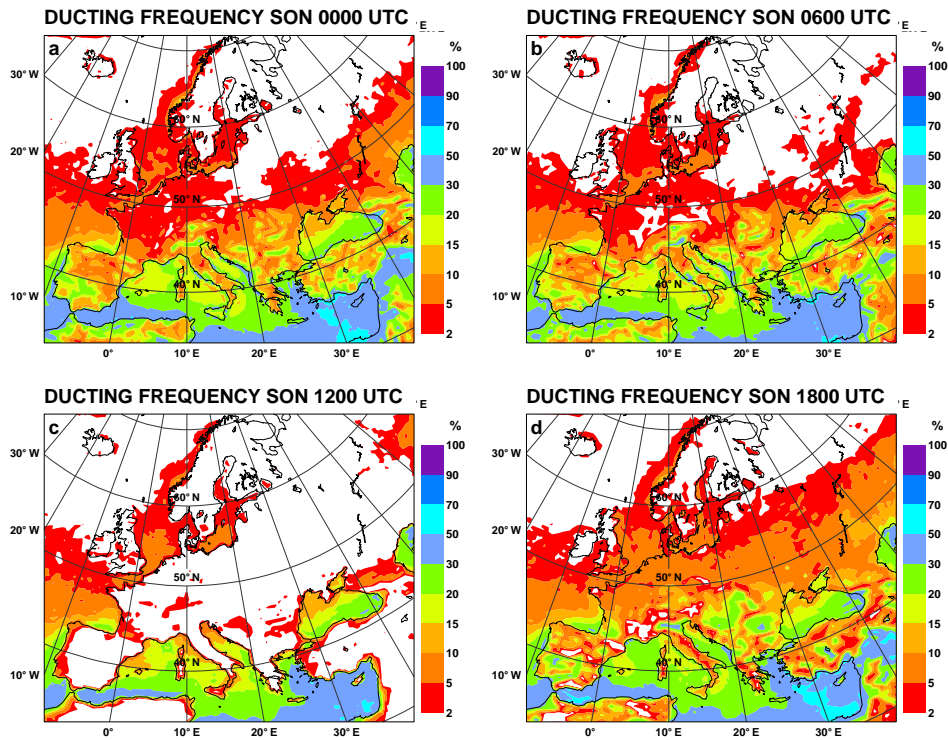 DUCTING FREQUENCY SON 0000 UTC
E
a
%
100
90
70
50
30
20
15
10
5
2
30° W
20° W
10° W
60° N
50° N
40° N
0°
10° E
20° E
30° E
DUCTING FREQUENCY SON 0600 UTC
E
b
%
100
90
70
50
30
20
15
10
5
2
30° W
20° W
10° W
60° N
50° N
40° N
0°
10° E
20° E
30° E
DUCTING FREQUENCY SON 1200 UTC
E
c
%
100
90
70
50
30
20
15
10
5
2
30° W
20° W
10° W
60° N
50° N
40° N
0°
10° E
20° E
30° E
DUCTING FREQUENCY SON 1800 UTC
E
d
%
100
90
70
50
30
20
15
10
5
2
30° W
20° W
10° W
60° N
50° N
40° N
0°
10° E
20° E
30° E